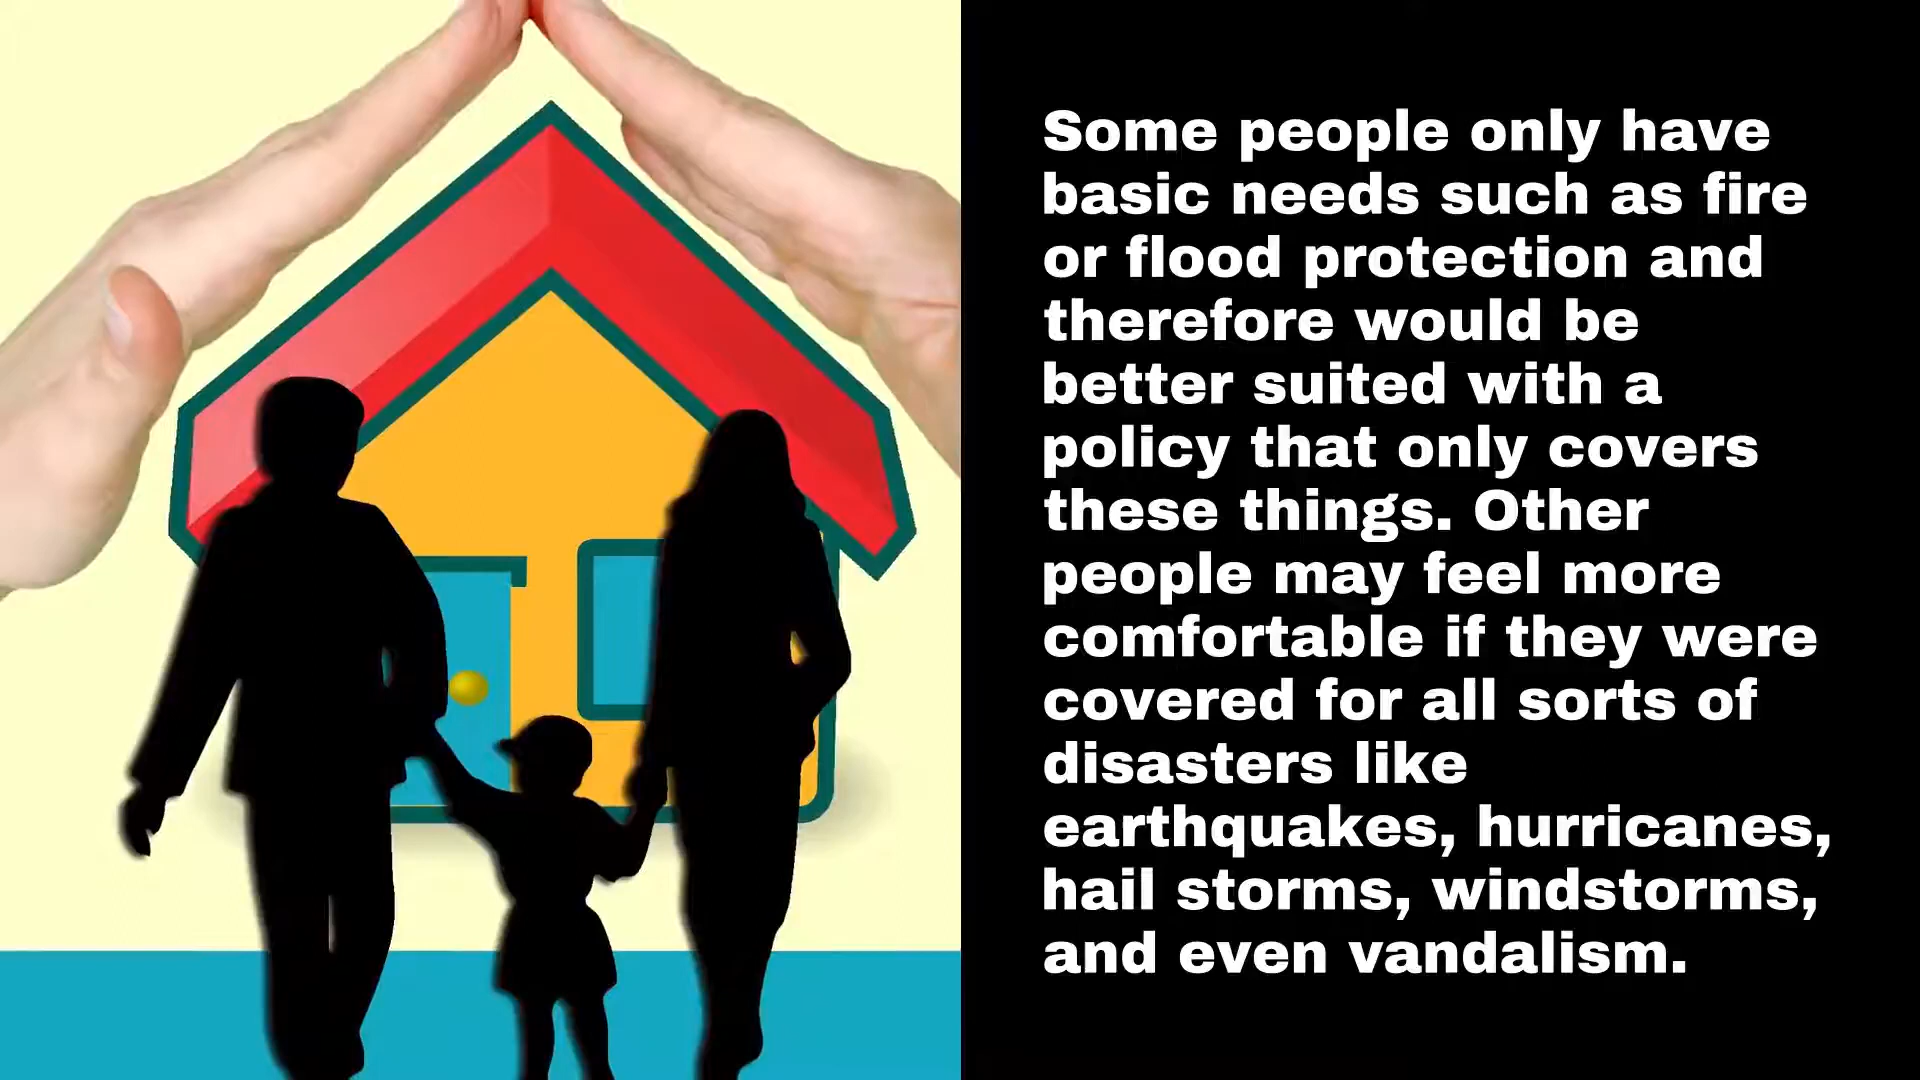 Some people only have
basic needs such as fire
or flood protection and
therefore would be
better suited with a
policy that only covers
these things. Other
people may feel more
comfortable if they were
covered for all sorts of
disasters like
earthquakes, hurricanes,
hail storms, windstorms,
and even vandalism.